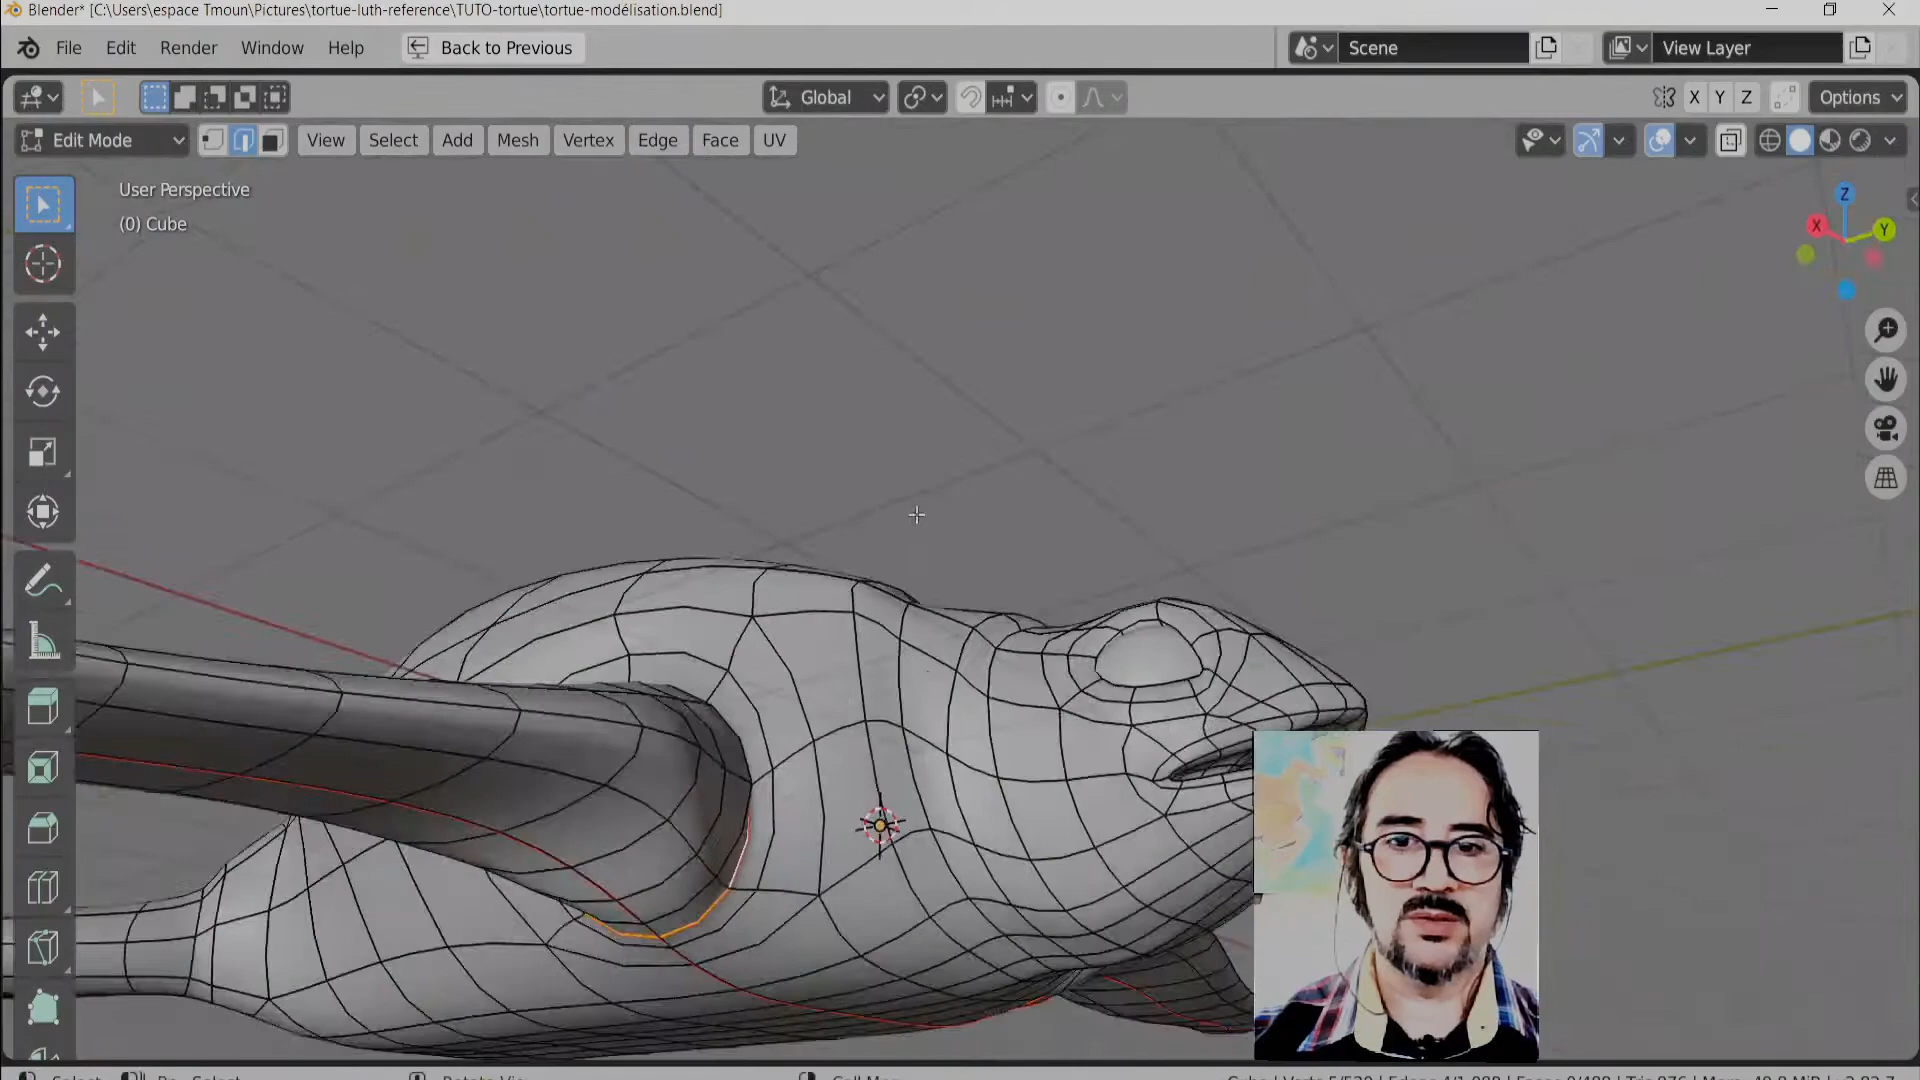 Blender* [C:\Users\espace Tmoun\Pictures\tortue-luth-reference\TUTO-tortue\tortue-modélisation.blend]
File Edit Render Window Help Back to Previous Scene View Layer
Global X Y Z Options
Edit Mode View Select Add Mesh Vertex Edge Face UV
User Perspective
(0) Cube
Z
X
Y